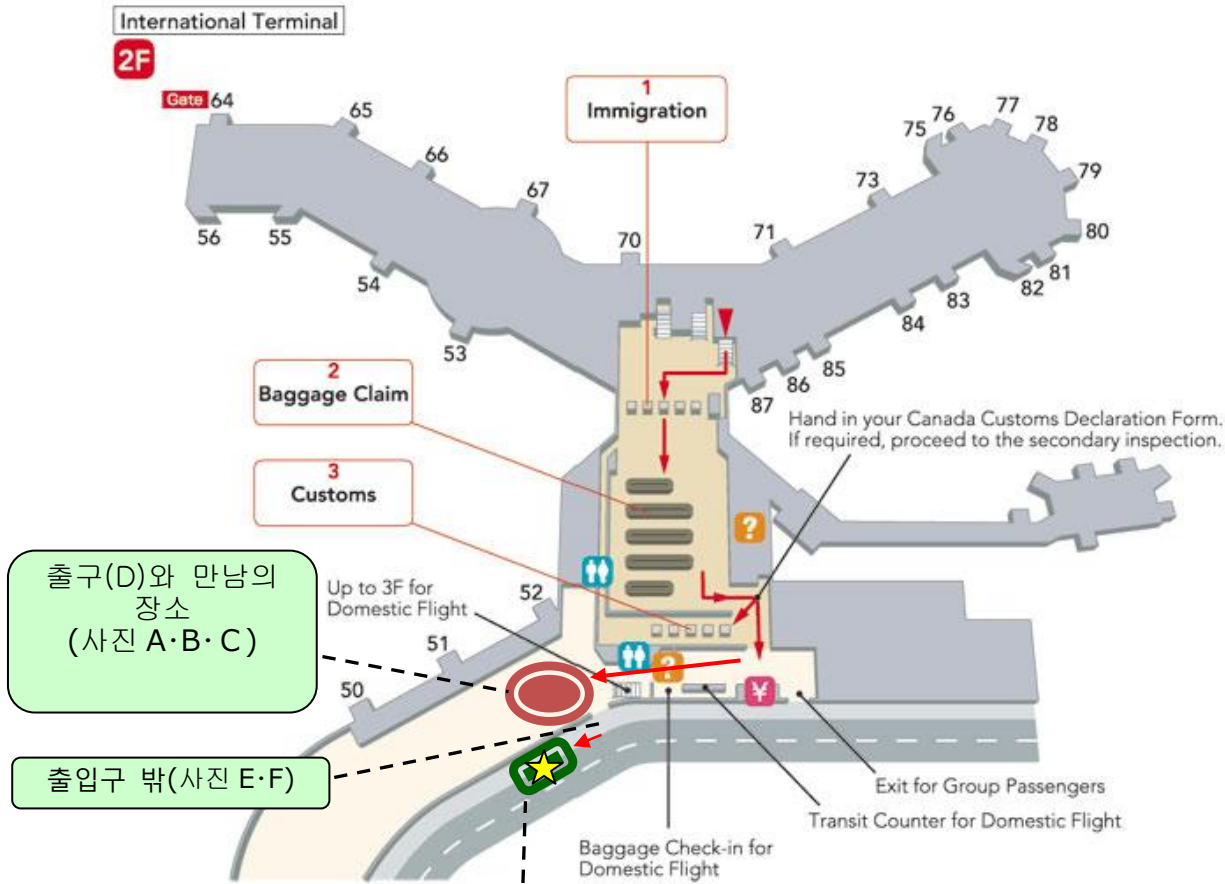 International Terminal
2F
Gate 64
65
66
67
70
71
73
75
76
77
78
79
80
81
82
83
84
85
86
87
56
55
54
53
52
51
50
1
Immigration
2
Baggage Claim
3
Customs
Hand in your Canada Customs Declaration Form.
If required, proceed to the secondary inspection.
?
출구(D)와 만남의
장소
(사진 A·B·C)
Up to 3F for
Domestic Flight
?
¥
출입구 밖(사진 E·F)
Exit for Group Passengers
Transit Counter for Domestic Flight
Baggage Check-in for
Domestic Flight